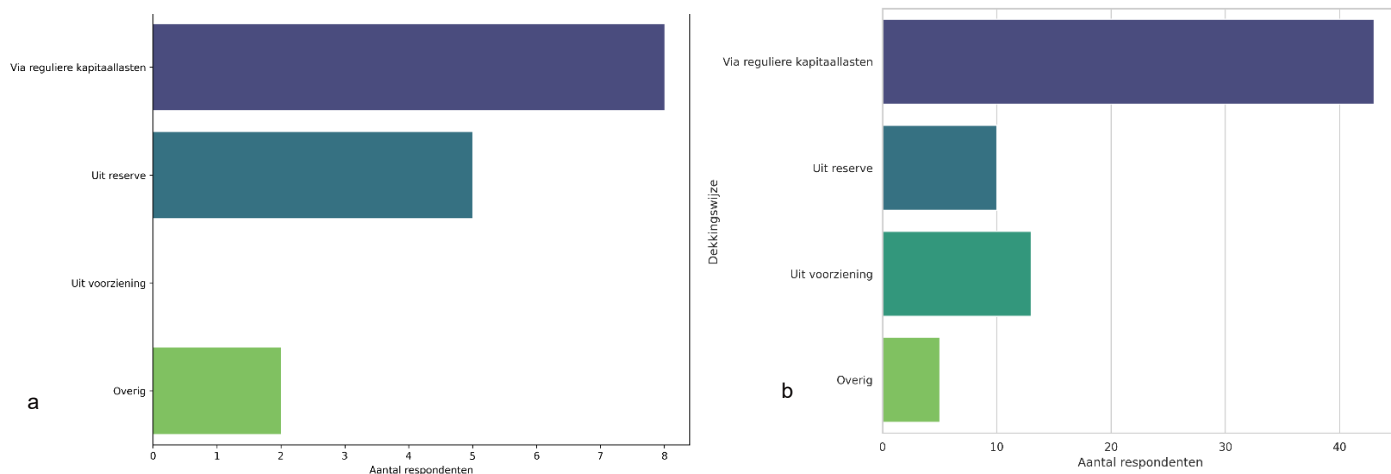 Via reguliere kapitaallasten
Uit reserve
Uit voorziening
Overig
0 1 2 3 4 5 6 7 8
Aantal respondenten
a
Dekkingswijze
Via reguliere kapitaallasten
Uit reserve
Uit voorziening
Overig
0 10 20 30 40
Aantal respondenten
b